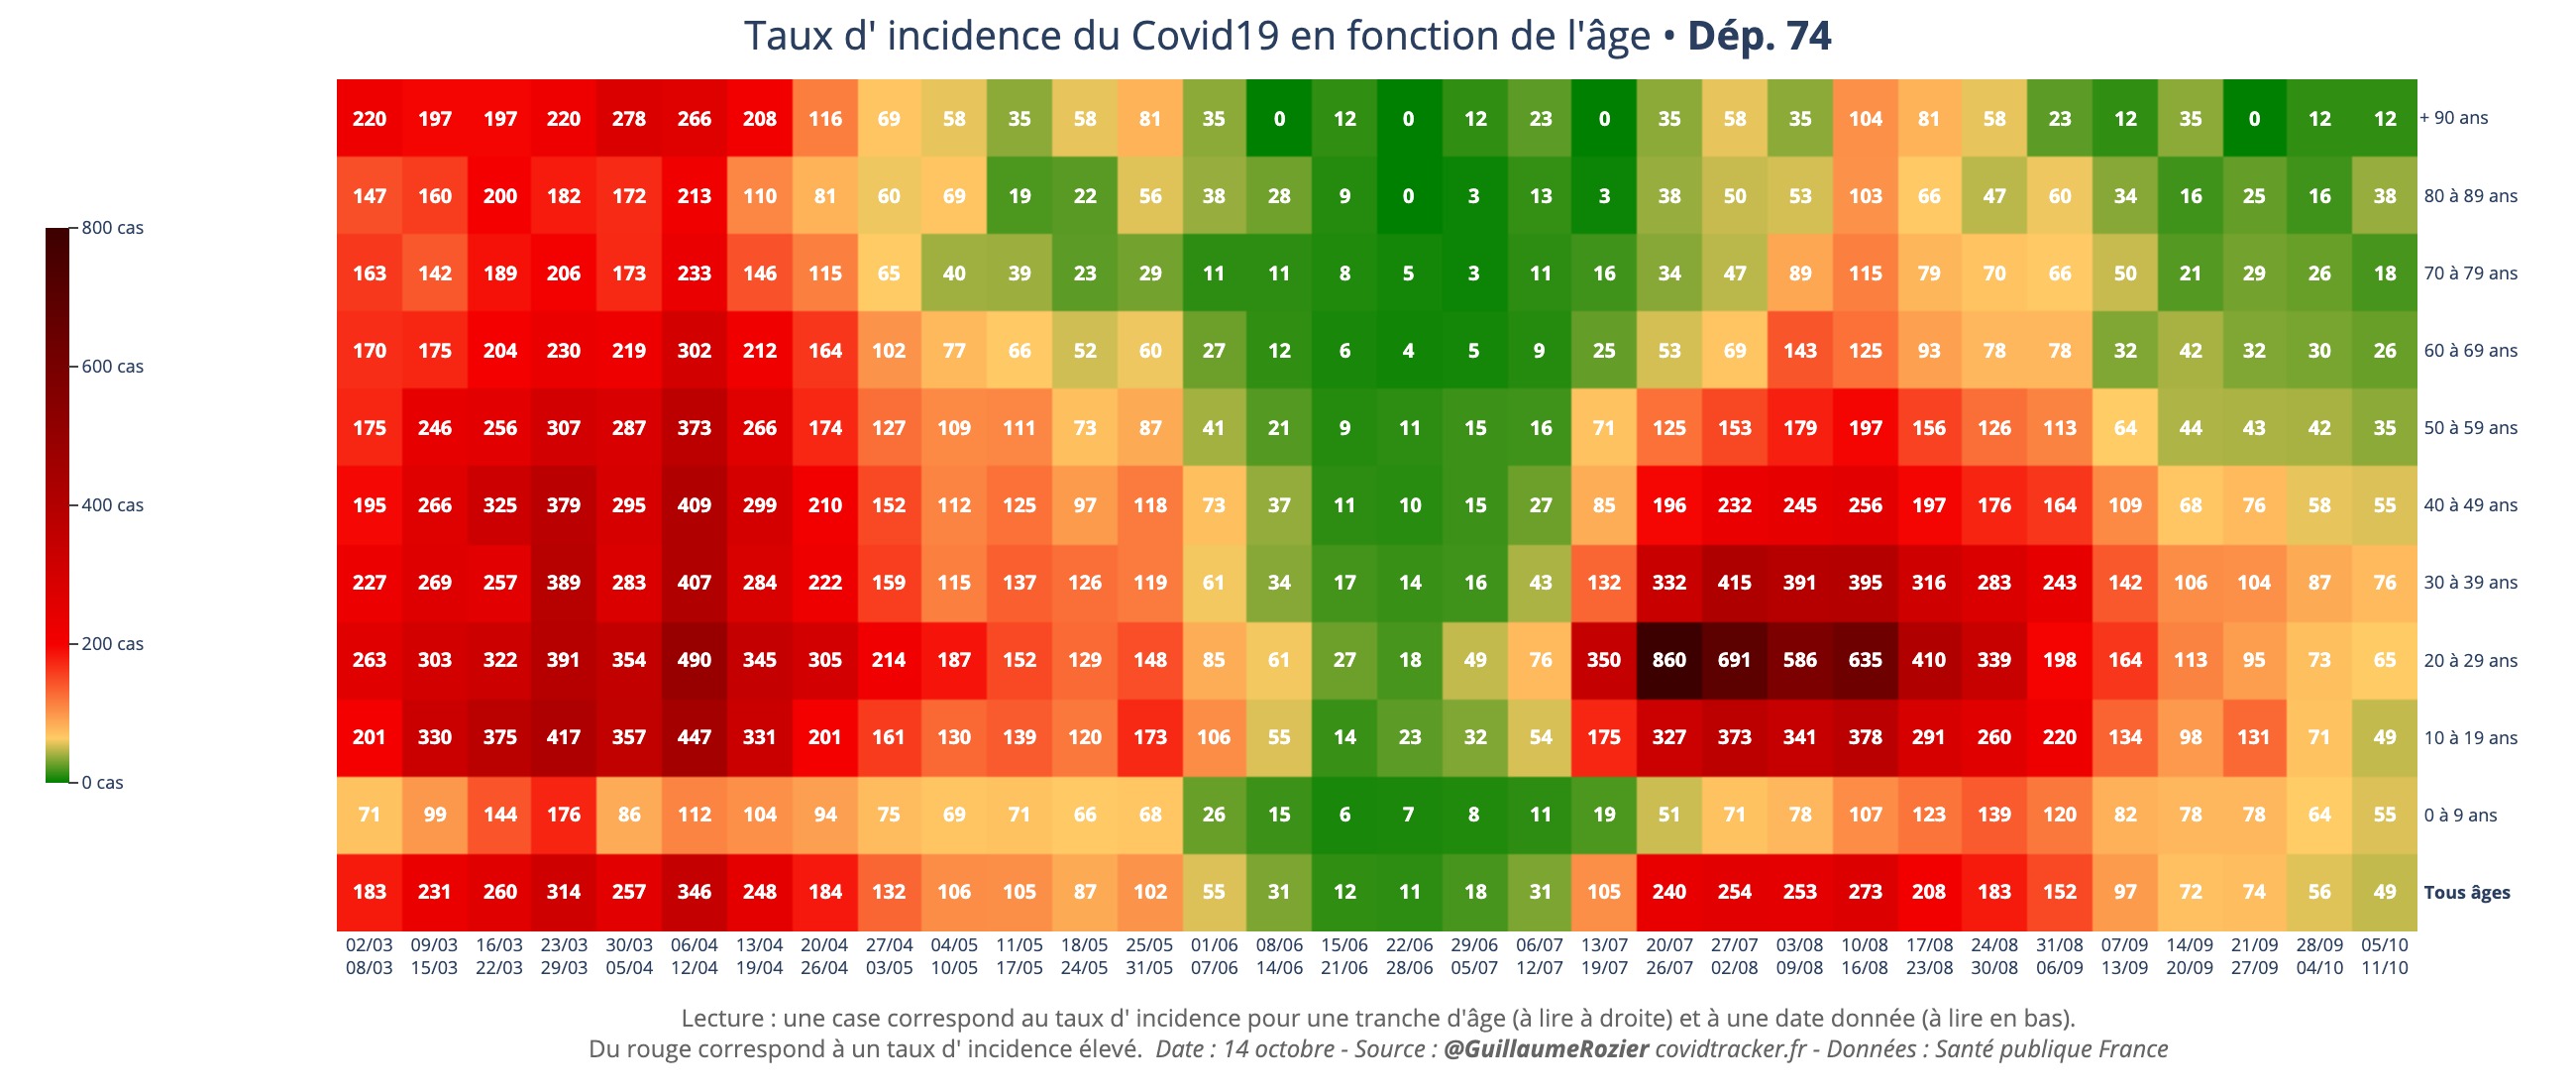 Taux d' incidence du Covid19 en fonction de l'âge • Dép. 74
220 197 197 220 278 266 208 116 69 58 35 58 81 35 0 12 0 12 23 0 35 58 35 104 81 58 23 12 35 0 12 12 + 90 ans
147 160 200 182 172 213 110 81 60 69 19 22 56 38 28 9 0 3 13 3 38 50 53 103 66 47 60 34 16 25 16 38 80 à 89 ans
163 142 189 206 173 233 146 115 65 40 39 23 29 11 11 8 5 3 11 16 34 47 89 115 79 70 66 50 21 29 26 18 70 à 79 ans
170 175 204 230 219 302 212 164 102 77 66 52 60 27 12 6 4 5 9 25 53 69 143 125 93 78 78 32 42 32 30 26 60 à 69 ans
175 246 256 307 287 373 266 174 127 109 111 73 87 41 21 9 11 15 16 71 125 153 179 197 156 126 113 64 44 43 42 35 50 à 59 ans
195 266 325 379 295 409 299 210 152 112 125 97 118 73 37 11 10 15 27 85 196 232 245 256 197 176 164 109 68 76 58 55 40 à 49 ans
227 269 257 389 283 407 284 222 159 115 137 126 119 61 34 17 14 16 43 132 332 415 391 395 316 283 243 142 106 104 87 76 30 à 39 ans
263 303 322 391 354 490 345 305 214 187 152 129 148 85 61 27 18 49 76 350 860 691 586 635 410 339 198 164 113 95 73 65 20 à 29 ans
201 330 375 417 357 447 331 201 161 130 139 120 173 106 55 14 23 32 54 175 327 373 341 378 291 260 220 134 98 131 71 49 10 à 19 ans
71 99 144 176 86 112 104 94 75 69 71 66 68 26 15 6 7 8 11 19 51 71 78 107 123 139 120 82 78 78 64 55 0 à 9 ans
183 231 260 314 257 346 248 184 132 106 105 87 102 55 31 12 11 18 31 105 240 254 253 273 208 183 152 97 72 74 56 49 Tous âges
02/03 09/03 16/03 23/03 30/03 06/04 13/04 20/04 27/04 04/05 11/05 18/05 25/05 01/06 08/06 15/06 22/06 29/06 06/07 13/07 20/07 27/07 03/08 10/08 17/08 24/08 31/08 07/09 14/09 21/09 28/09 05/10
08/03 15/03 22/03 29/03 05/04 12/04 19/04 26/04 03/05 10/05 17/05 24/05 31/05 07/06 14/06 21/06 28/06 05/07 12/07 19/07 26/07 02/08 09/08 16/08 23/08 30/08 06/09 13/09 20/09 27/09 04/10 11/10
800 cas
600 cas
400 cas
200 cas
0 cas
Lecture : une case correspond au taux d' incidence pour une tranche d'âge (à lire à droite) et à une date donnée (à lire en bas).
Du rouge correspond à un taux d' incidence élevé. Date : 14 octobre - Source : @GuillaumeRozier covidtracker.fr - Données : Santé publique France